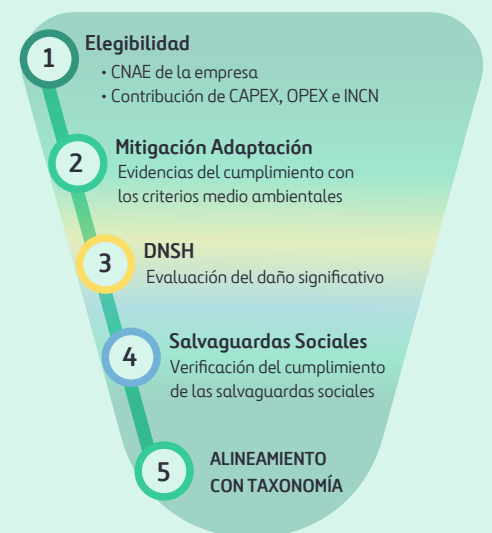 1
Elegibilidad
• CNAE de la empresa
• Contribución de CAPEX, OPEX e INCN
2
Mitigación Adaptación
Evidencias del cumplimiento con
los criterios medio ambientales
3
DNSH
Evaluación del daño significativo
4
Salvaguardas Sociales
Verificación del cumplimiento
de las salvaguardas sociales
5
ALINEAMIENTO
CON TAXONOMÍA